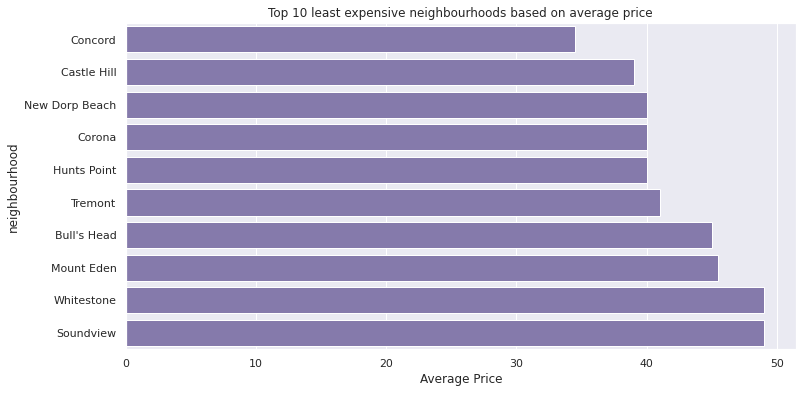 Top 10 least expensive neighbourhoods based on average price
neighbourhood
Concord
Castle Hill
New Dorp Beach
Corona
Hunts Point
Tremont
Bull's Head
Mount Eden
Whitestone
Soundview
0 10 20 30 40 50
Average Price